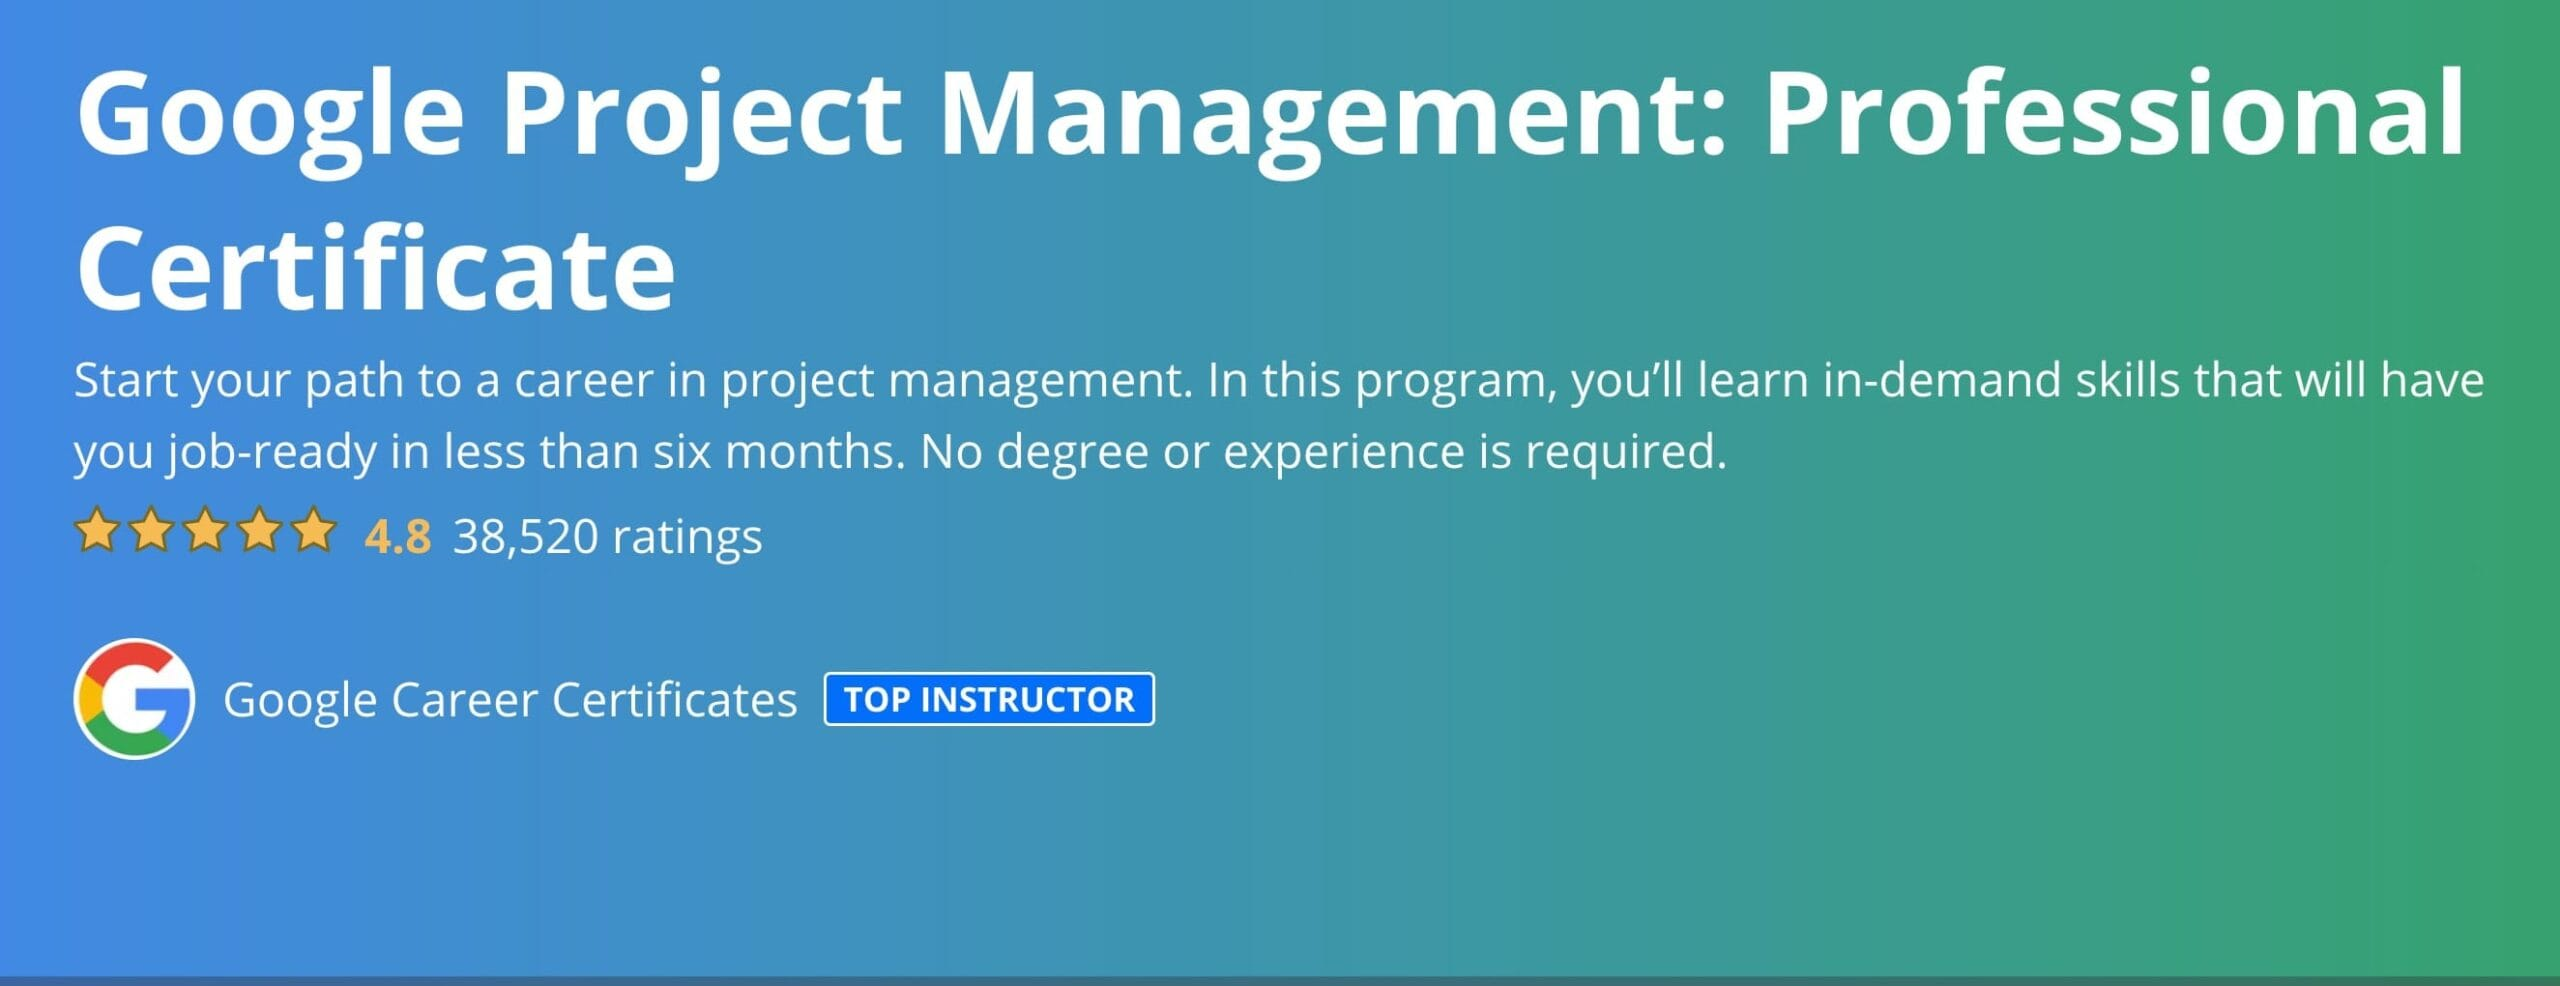 Google Project Management: Professional
Certificate
Start your path to a career in project management. In this program, you’ll learn in-demand skills that will have
you job-ready in less than six months. No degree or experience is required.
4.8 38,520 ratings
Google Career Certificates TOP INSTRUCTOR